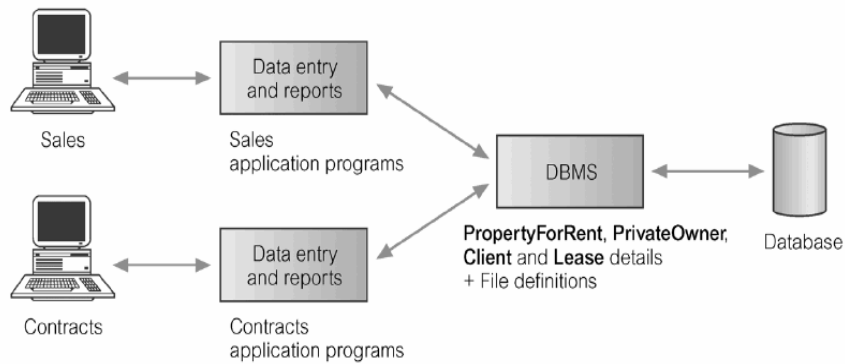 Data entry
and reports
Sales
Sales
application programs
DBMS
PropertyForRent, PrivateOwner,
Client and Lease details
+ File definitions
Database
Data entry
and reports
Contracts
Contracts
application programs